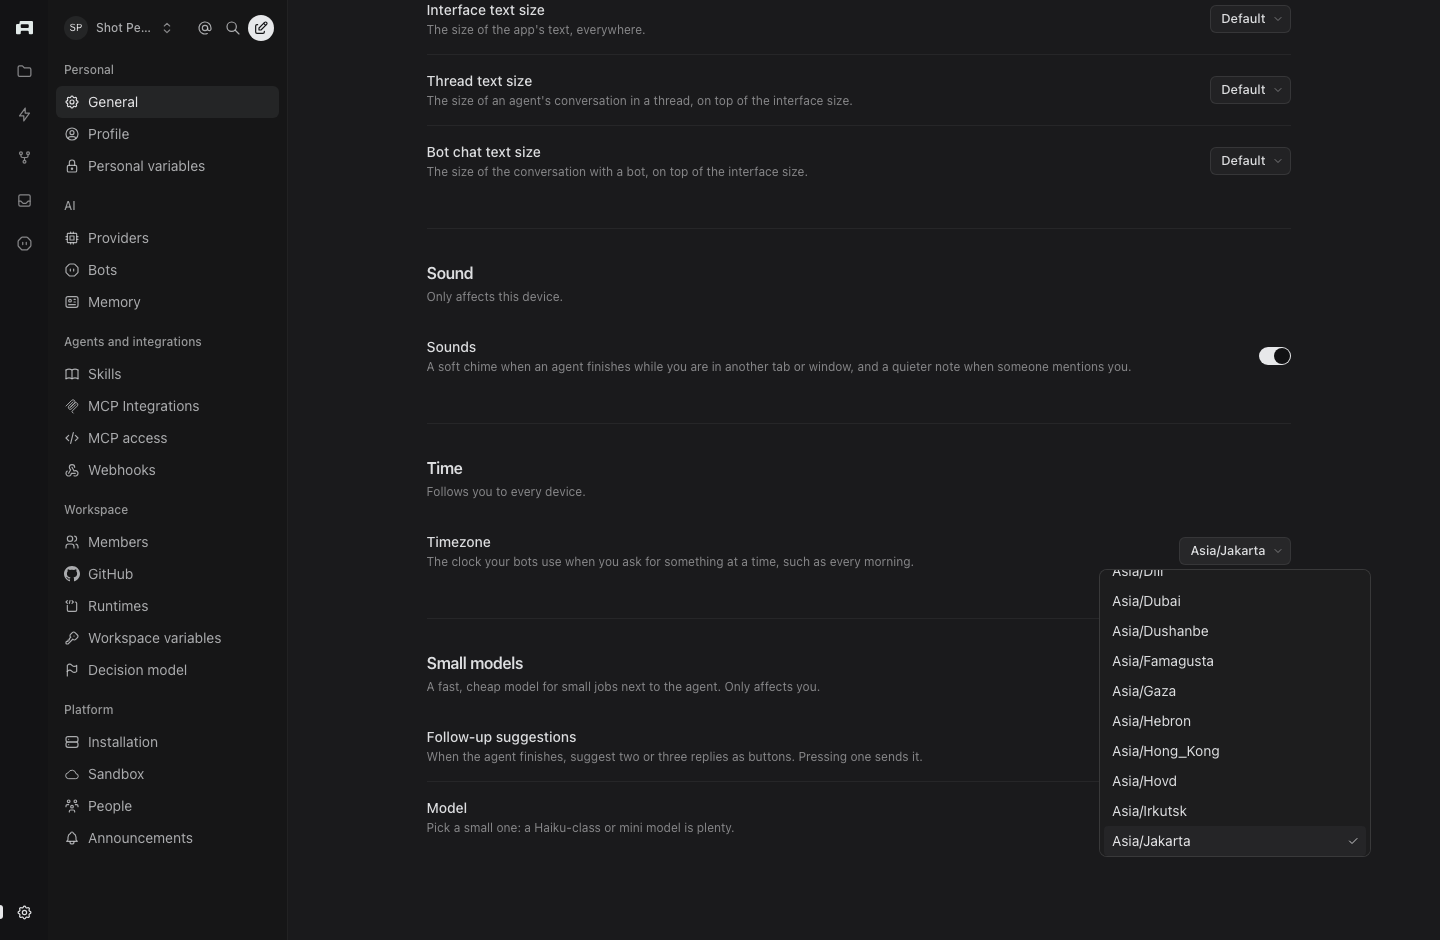 SP
Shot Pe...
Personal
General
Profile
Personal variables
AI
Providers
Bots
Memory
Agents and integrations
Skills
MCP Integrations
MCP access
Webhooks
Workspace
Members
GitHub
Runtimes
Workspace variables
Decision model
Platform
Installation
Sandbox
People
Announcements
Interface text size
The size of the app's text, everywhere.
Default
Thread text size
The size of an agent's conversation in a thread, on top of the interface size.
Default
Bot chat text size
The size of the conversation with a bot, on top of the interface size.
Default
Sound
Only affects this device.
Sounds
A soft chime when an agent finishes while you are in another tab or window, and a quieter note when someone mentions you.
Time
Follows you to every device.
Timezone
The clock your bots use when you ask for something at a time, such as every morning.
Asia/Jakarta
Asia/Dili
Asia/Dubai
Asia/Dushanbe
Asia/Famagusta
Asia/Gaza
Asia/Hebron
Asia/Hong_Kong
Asia/Hovd
Asia/Irkutsk
Asia/Jakarta
Small models
A fast, cheap model for small jobs next to the agent. Only affects you.
Follow-up suggestions
When the agent finishes, suggest two or three replies as buttons. Pressing one sends it.
Model
Pick a small one: a Haiku-class or mini model is plenty.